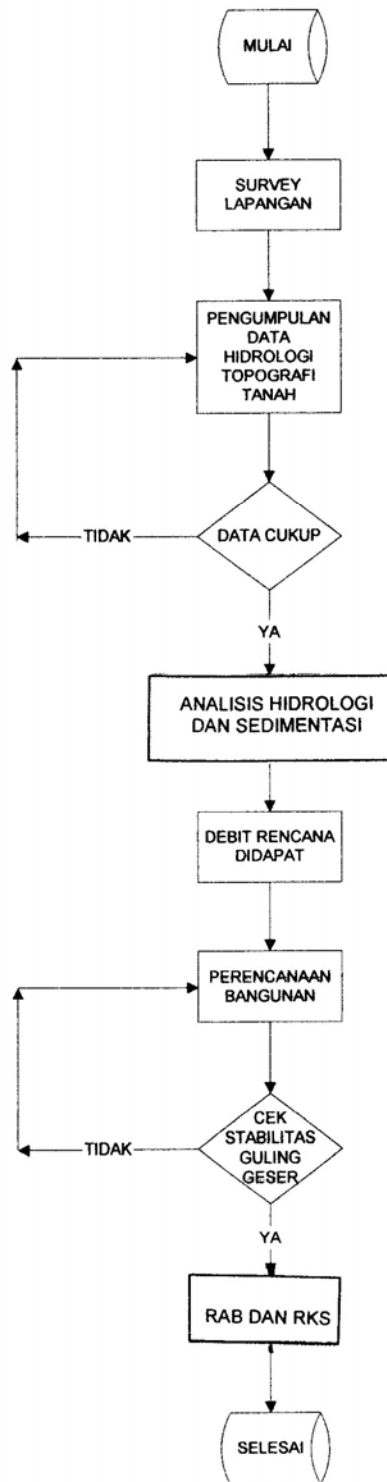 MULAI
SURVEY
LAPANGAN
PENGUMPULAN
DATA
HIDROLOGI
TOPOGRAFI
TANAH
TIDAK
DATA CUKUP
YA
ANALISIS HIDROLOGI
DAN SEDIMENTASI
DEBIT RENCANA
DIDAPAT
PERENCANAAN
BANGUNAN
CEK
STABILITAS
GULING
GESER
TIDAK
YA
RAB DAN RKS
SELESAI